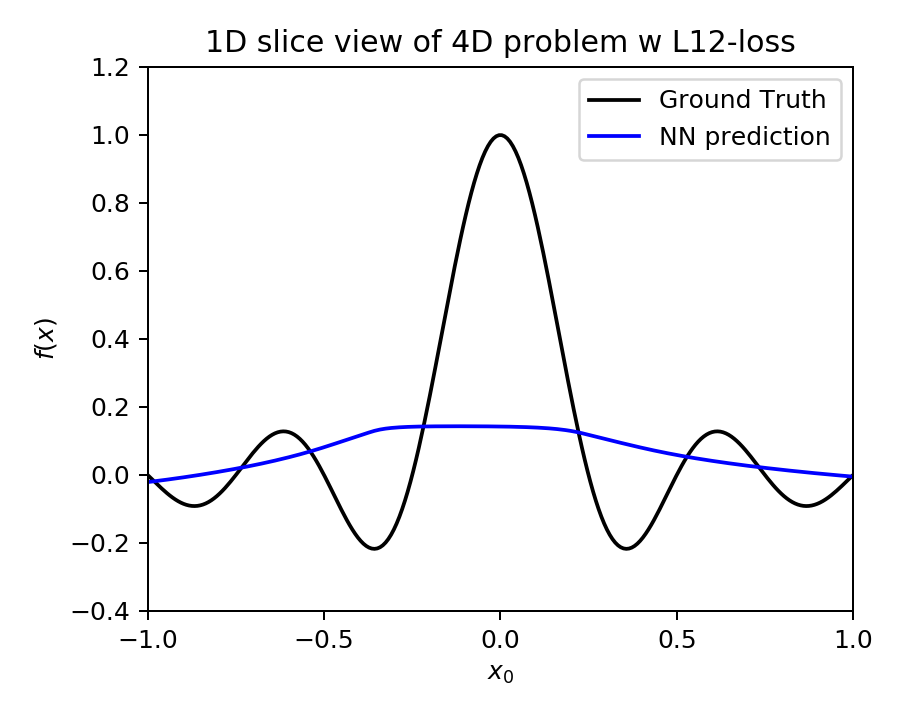 1D slice view of 4D problem w L12-loss
1.2
1.0
0.8
0.6
0.4
0.2
0.0
−0.2
−0.4
f(x)
Ground Truth
NN prediction
−1.0 −0.5 0.0 0.5 1.0
x₀